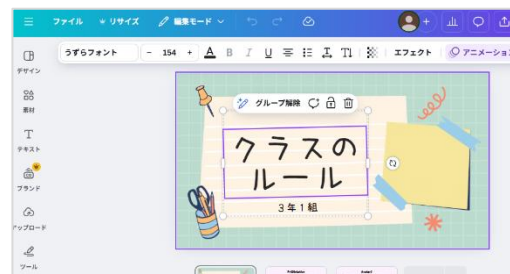 ファイル
リサイズ
編集モード
うずらフォント
- 154 +
A B I U
エフェクト
アニメーション
デザイン
素材
テキスト
ブランド
アップロード
ツール
グループ解除
クラスの
ルール
3年1組